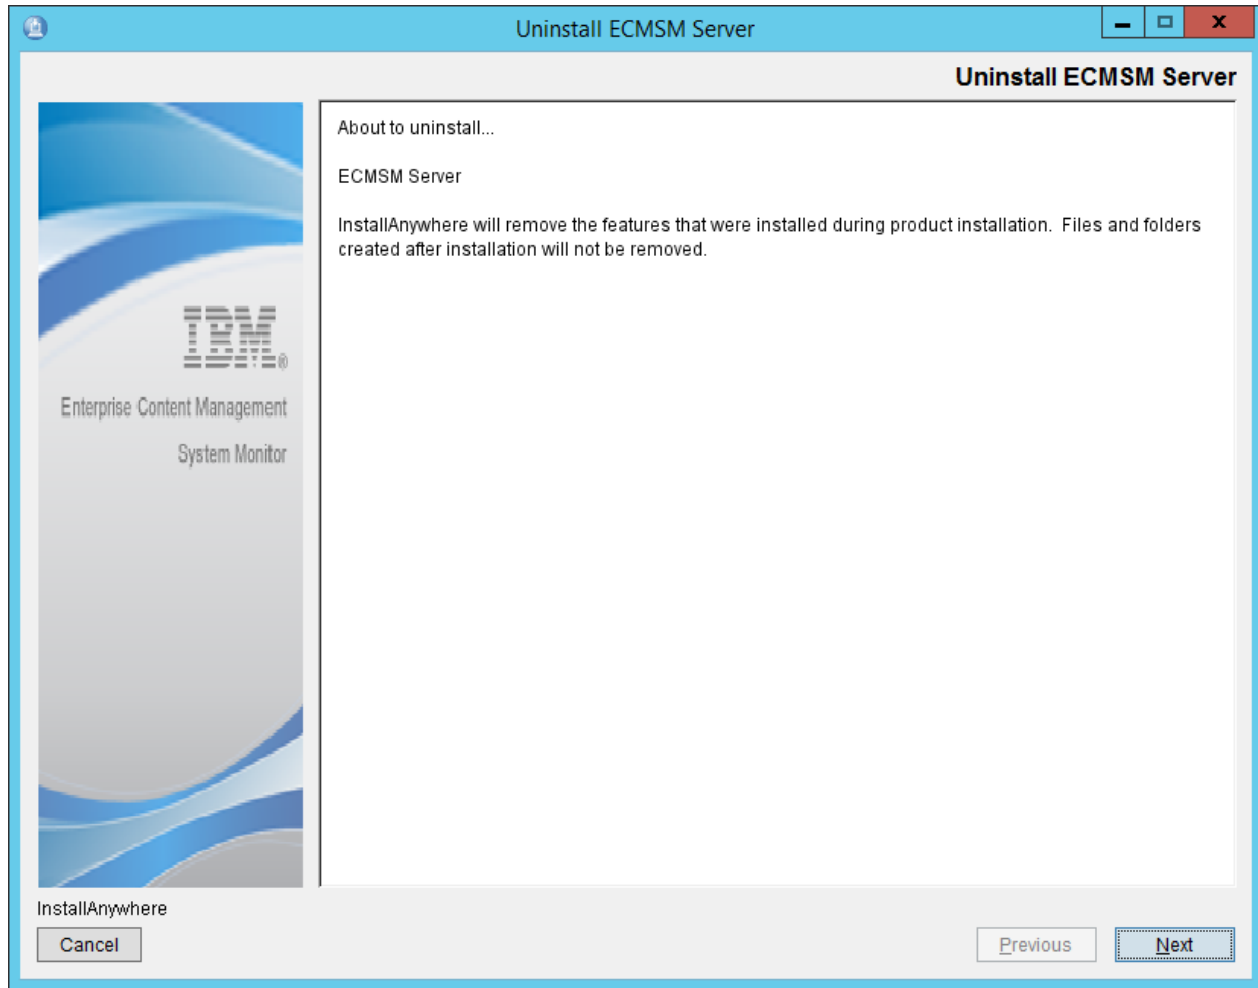 Uninstall ECMSM Server
Uninstall ECMSM Server
About to uninstall...
ECMSM Server
InstallAnywhere will remove the features that were installed during product installation.  Files and folders
created after installation will not be removed.
IBM®
Enterprise Content Management
System Monitor
InstallAnywhere
Cancel
Previous
Next